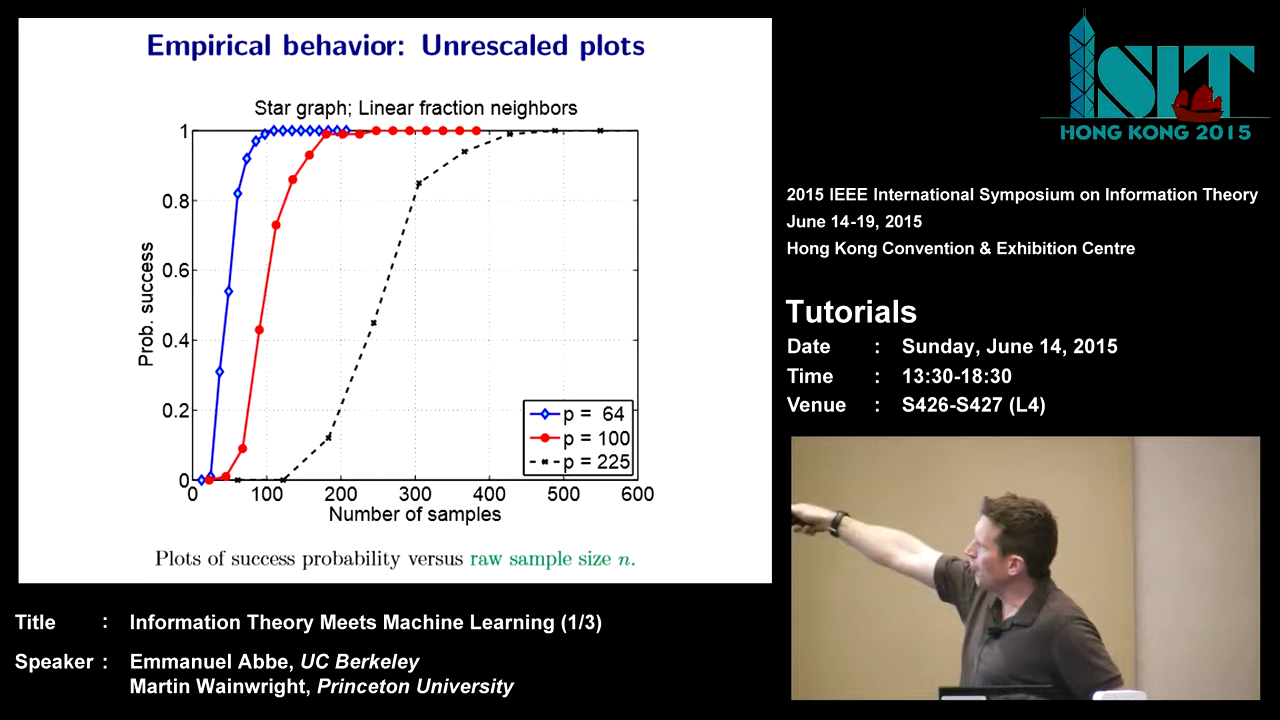 Empirical behavior: Unrescaled plots
Star graph; Linear fraction neighbors
1
0.8
0.6
0.4
0.2
0
Prob. success
0 100 200 300 400 500 600
Number of samples
p = 64
p = 100
p = 225
Plots of success probability versus raw sample size n.
ISIT
HONG KONG 2015
2015 IEEE International Symposium on Information Theory
June 14-19, 2015
Hong Kong Convention & Exhibition Centre
Tutorials
Date : Sunday, June 14, 2015
Time : 13:30-18:30
Venue : S426-S427 (L4)
Title : Information Theory Meets Machine Learning (1/3)
Speaker : Emmanuel Abbe, UC Berkeley
Martin Wainwright, Princeton University